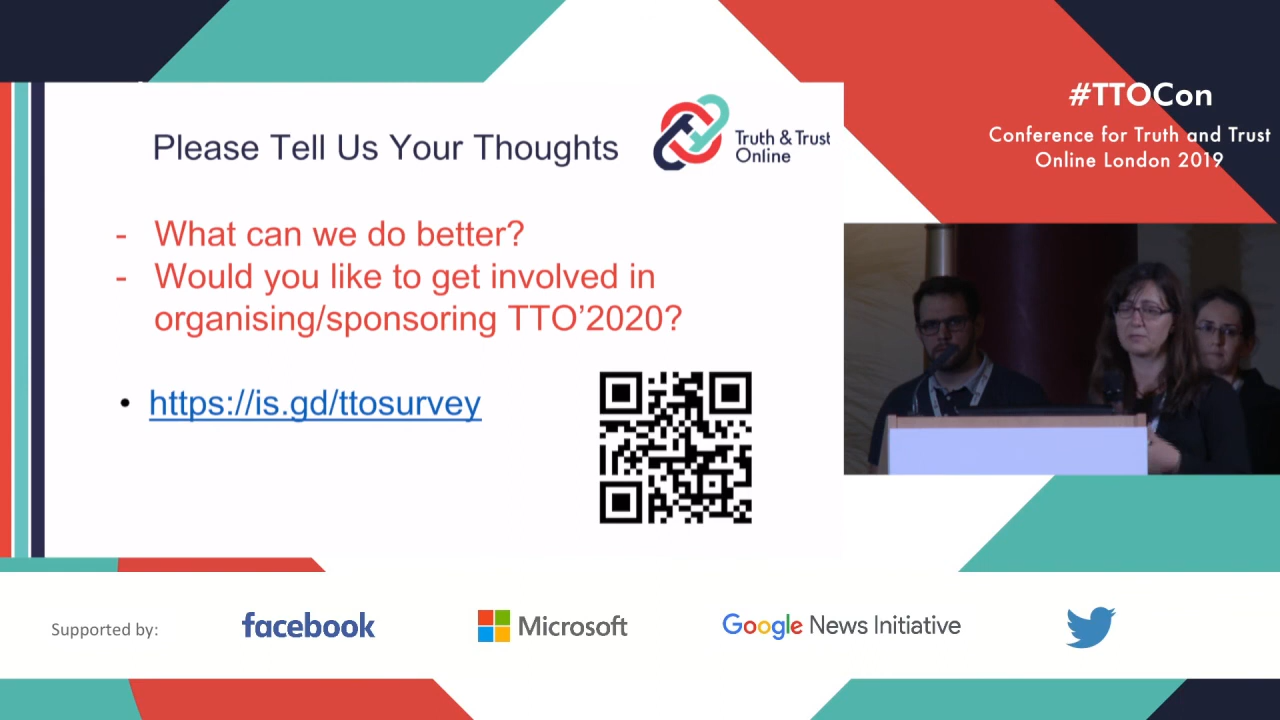 Please Tell Us Your Thoughts
Truth & Trust
Online
- What can we do better?
- Would you like to get involved in
organising/sponsoring TTO’2020?
• https://is.gd/ttosurvey
#TTOCon
Conference for Truth and Trust
Online London 2019
Supported by:
facebook
Microsoft
Google News Initiative